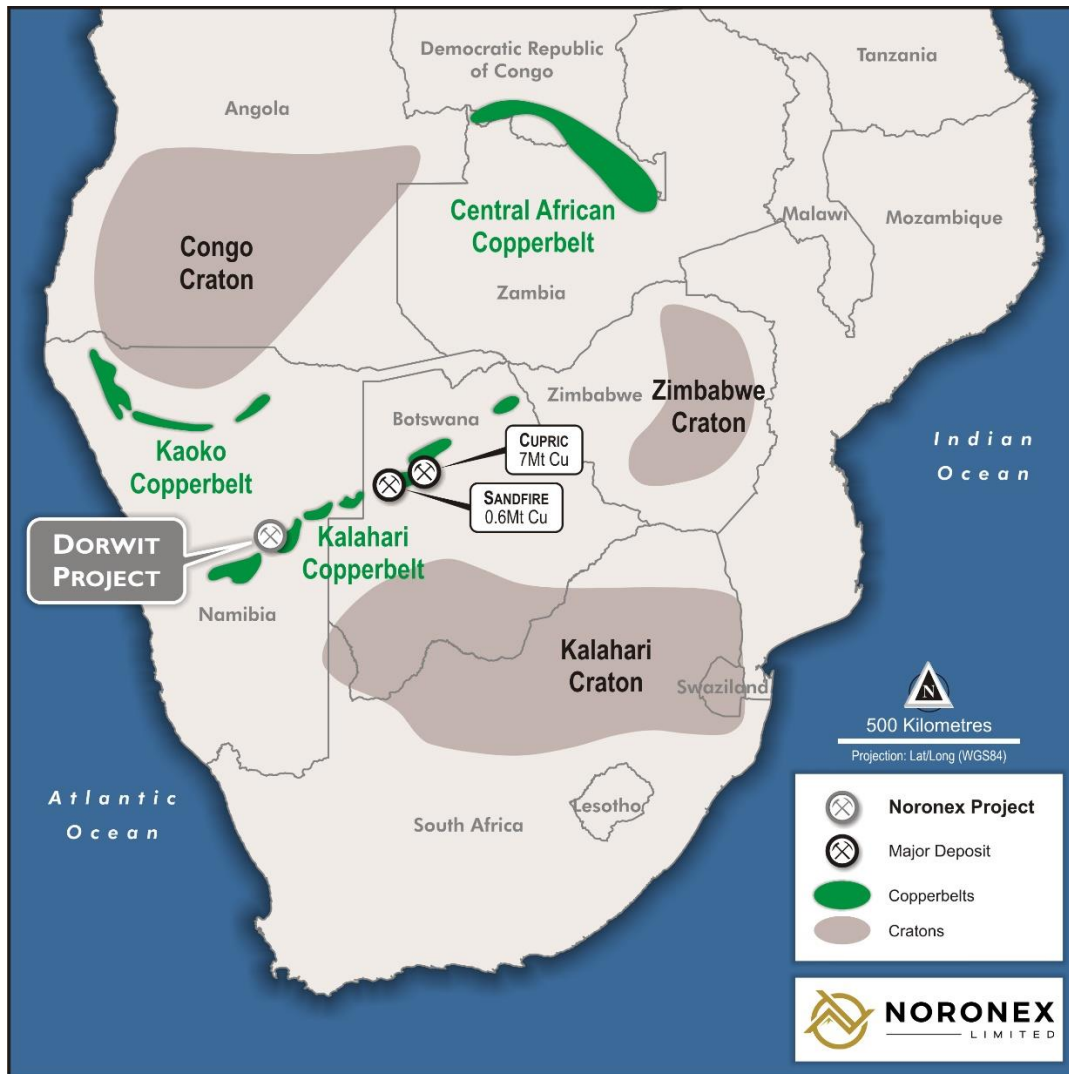 Democratic Republic
of Congo
Tanzania
Angola
Central African
Copperbelt
Malawi
Mozambique
Congo
Craton
Zambia
Zimbabwe
Zimbabwe
Craton
Botswana
CUPRIC
7Mt Cu
SANDFIRE
0.6Mt Cu
Kaoko
Copperbelt
Indian
Ocean
DORWIT
PROJECT
Kalahari
Copperbelt
Namibia
Kalahari
Craton
Swaziland
N
500 Kilometres
Projection: Lat/Long (WGS84)
Atlantic
Ocean
South Africa
Lesotho
Noronex Project
Major Deposit
Copperbelts
Cratons
NORONEX
LIMITED